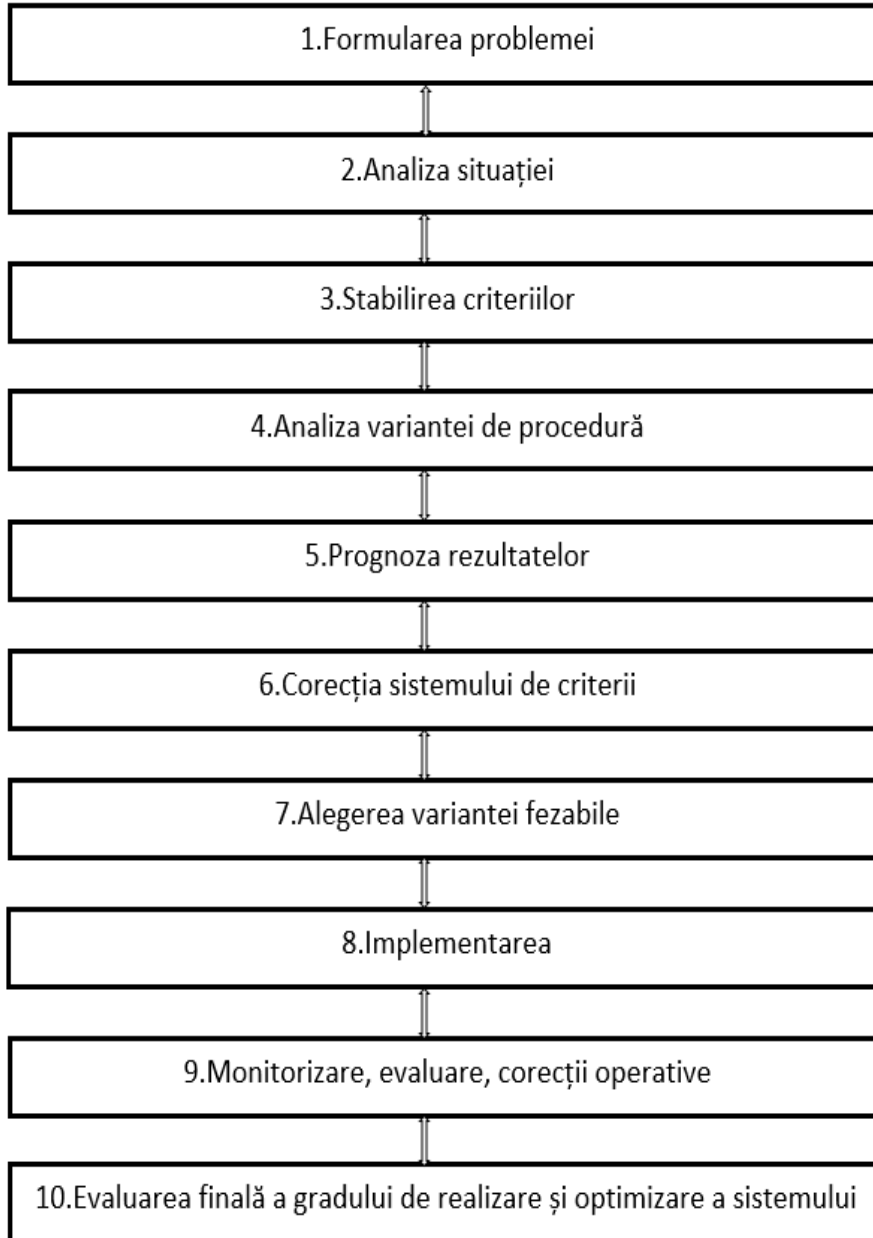 1.Formularea problemei
2.Analiza situației
3.Stabilirea criteriilor
4.Analiza variantei de procedură
5.Prognoza rezultatelor
6.Corecția sistemului de criterii
7.Alegerea variantei fezabile
8.Implementarea
9.Monitorizare, evaluare, corecții operative
10.Evaluarea finală a gradului de realizare și optimizare a sistemului